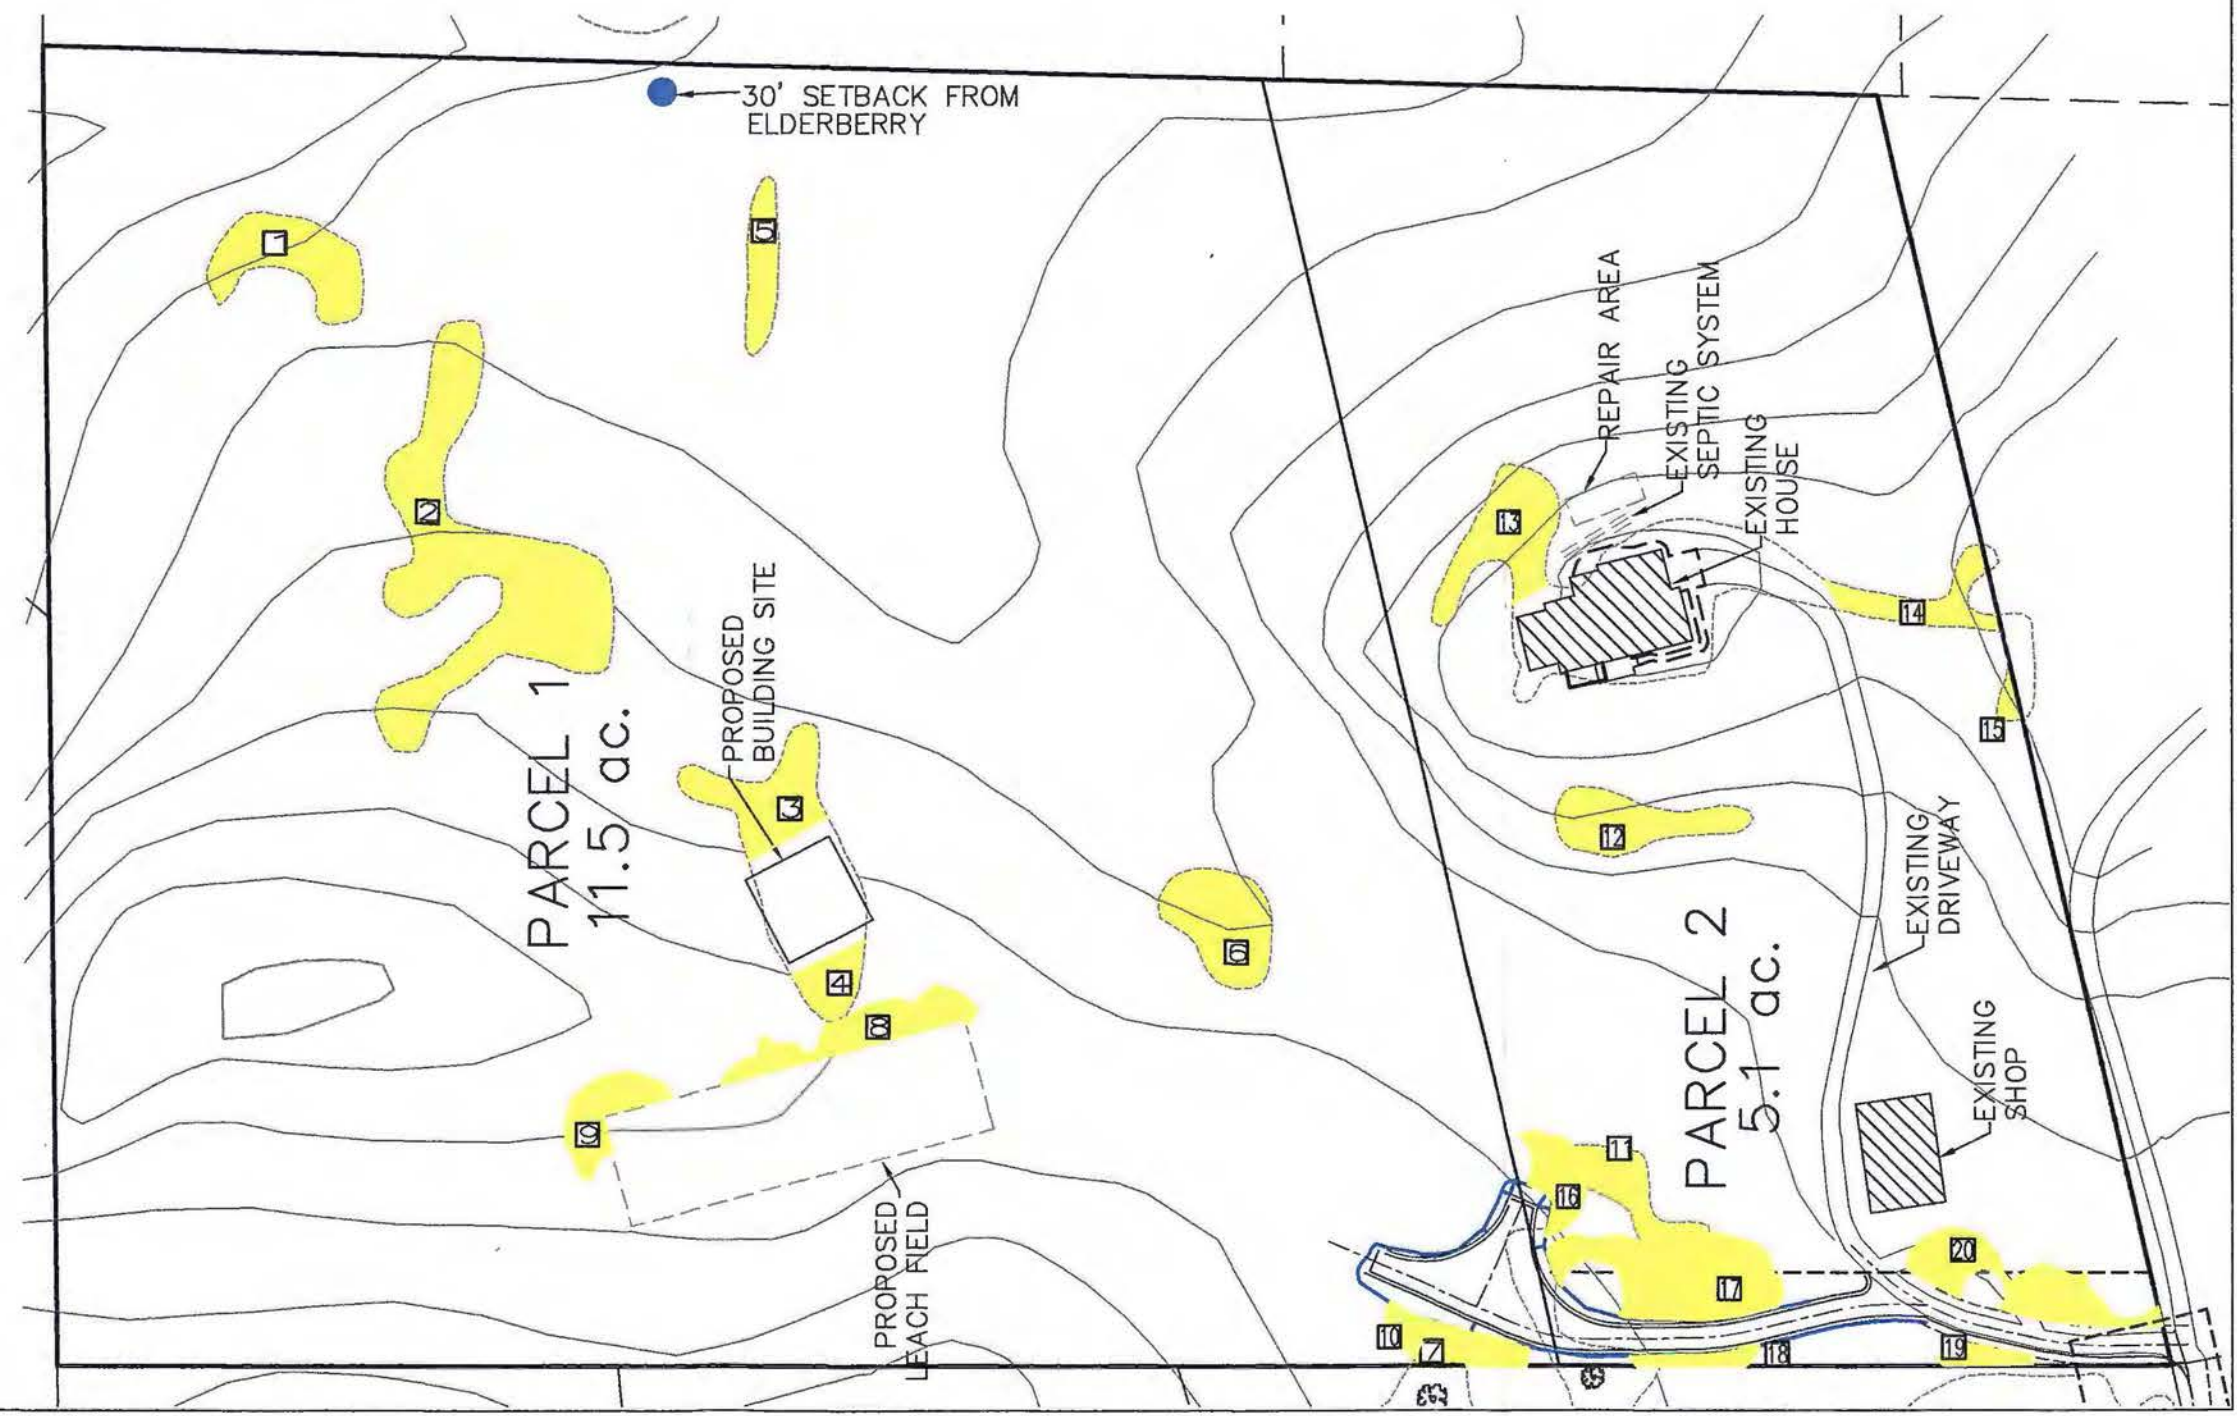 30' SETBACK FROM
ELDERBERRY
1
5
2
PARCEL 1
11.5 ac.
PROPOSED
BUILDING SITE
3
4
8
9
6
PROPOSED
LEACH FIELD
REPAIR AREA
EXISTING
SEPTIC SYSTEM
EXISTING
HOUSE
13
14
15
12
EXISTING
DRIVEWAY
PARCEL 2
5.1 ac.
EXISTING
SHOP
11
16
17
20
10
7
18
19